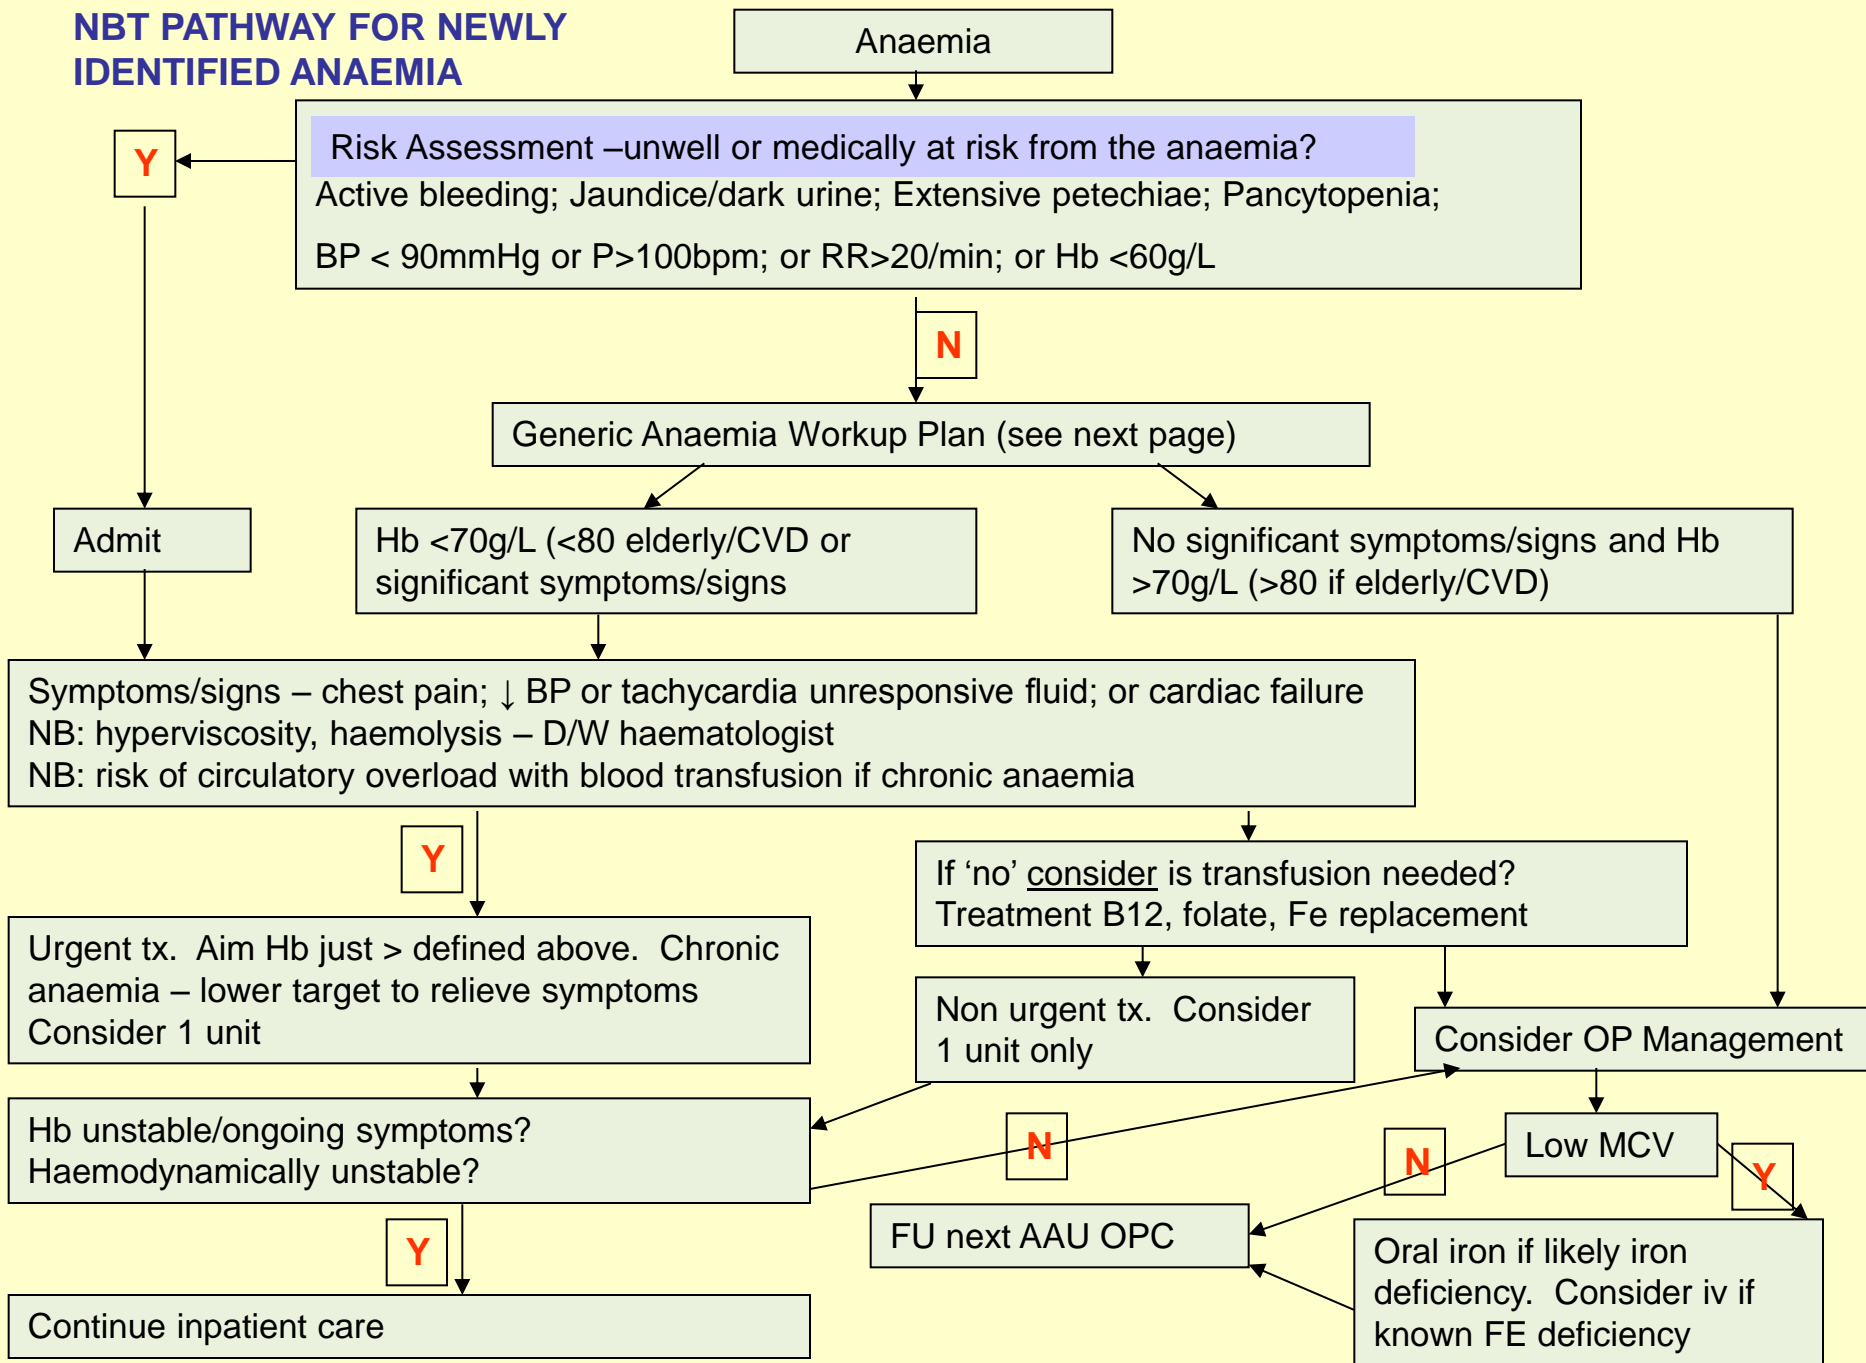 NBT PATHWAY FOR NEWLY
IDENTIFIED ANAEMIA
Anaemia
Risk Assessment –unwell or medically at risk from the anaemia?
Active bleeding; Jaundice/dark urine; Extensive petechiae; Pancytopenia;
BP < 90mmHg or P>100bpm; or RR>20/min; or Hb <60g/L
Y
N
Generic Anaemia Workup Plan (see next page)
Admit
Hb <70g/L (<80 elderly/CVD or
significant symptoms/signs
No significant symptoms/signs and Hb
>70g/L (>80 if elderly/CVD)
Symptoms/signs – chest pain; ↓ BP or tachycardia unresponsive fluid; or cardiac failure
NB: hyperviscosity, haemolysis – D/W haematologist
NB: risk of circulatory overload with blood transfusion if chronic anaemia
Y
If ‘no’ consider is transfusion needed?
Treatment B12, folate, Fe replacement
Urgent tx. Aim Hb just > defined above. Chronic
anaemia – lower target to relieve symptoms
Consider 1 unit
Non urgent tx. Consider
1 unit only
Consider OP Management
Hb unstable/ongoing symptoms?
Haemodynamically unstable?
N
Low MCV
N
Y
FU next AAU OPC
Y
Oral iron if likely iron
deficiency. Consider iv if
known FE deficiency
Continue inpatient care